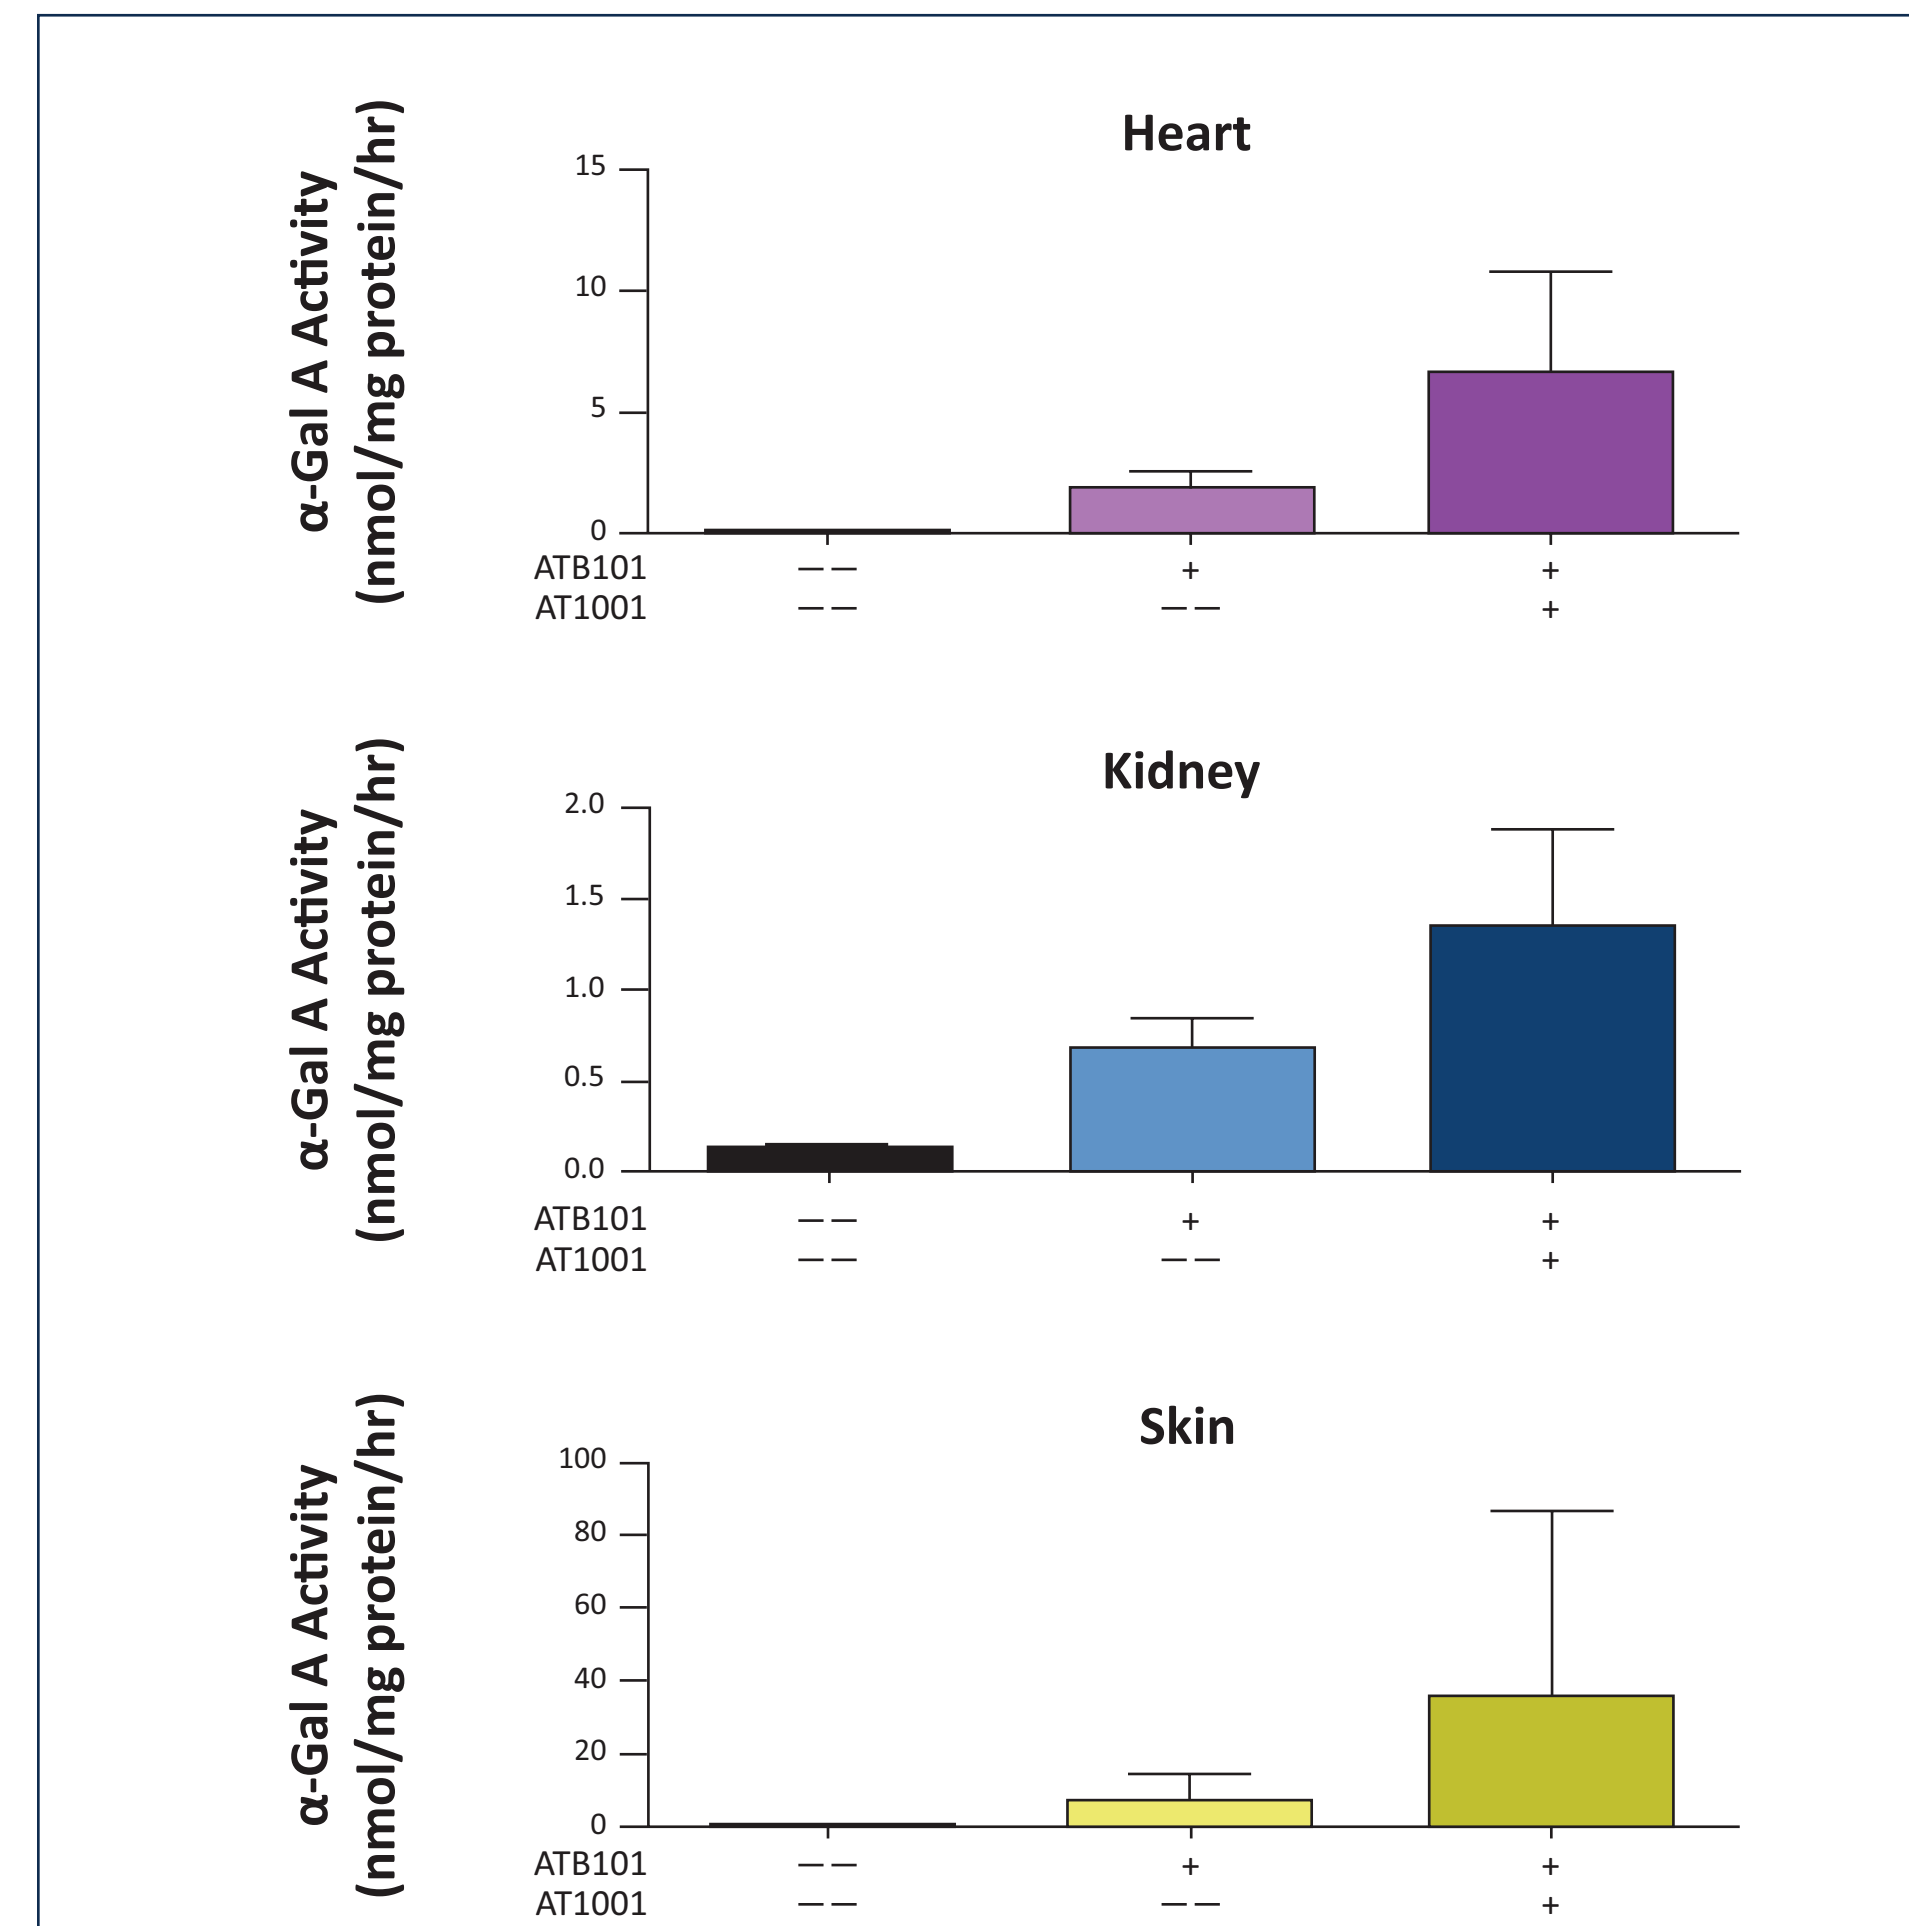 Heart
α-Gal A Activity
(nmol/mg protein/hr)
15
10
5
0
ATB101 — — + +
AT1001 — — — — +
Kidney
α-Gal A Activity
(nmol/mg protein/hr)
2.0
1.5
1.0
0.5
0.0
ATB101 — — + +
AT1001 — — — — +
Skin
α-Gal A Activity
(nmol/mg protein/hr)
100
80
60
40
20
0
ATB101 — — + +
AT1001 — — — — +